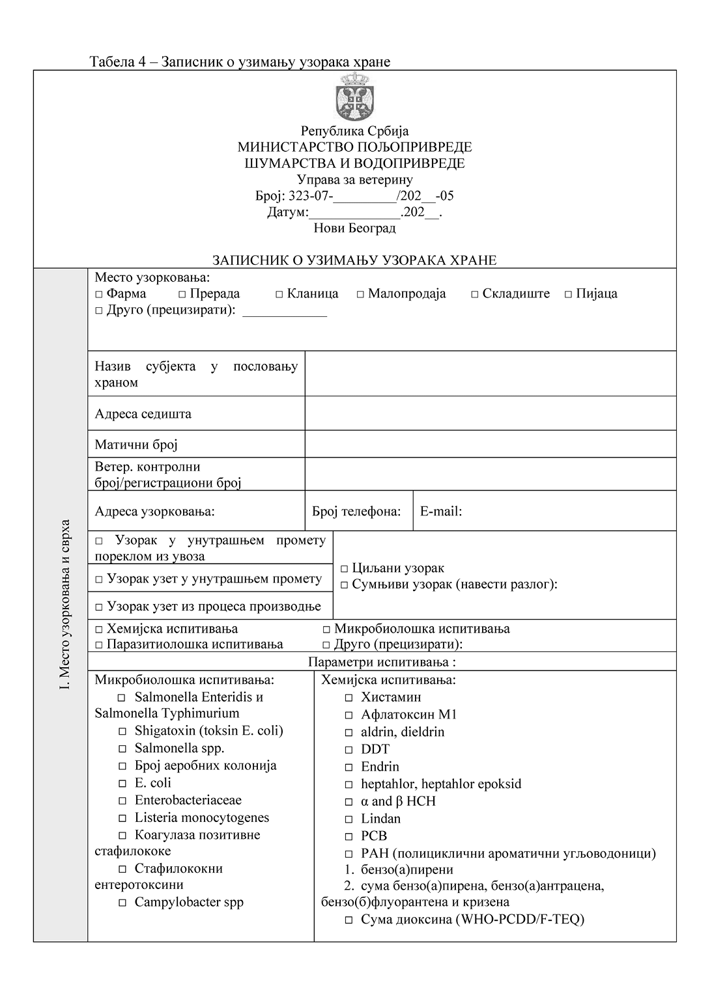 Табела 4 – Записник о узимању узорака хране
Република Србија
МИНИСТАРСТВО ПОЉОПРИВРЕДЕ
ШУМАРСТВА И ВОДОПРИВРЕДЕ
Управа за ветерину
Број: 323-07-_________/202__-05
Датум:_____________.202__.
Нови Београд
ЗАПИСНИК О УЗИМАЊУ УЗОРАКА ХРАНЕ
I. Место узорковања и сврха
Место узорковања:
□ Фарма □ Прерада □ Кланица □ Малопродаја □ Складиште □ Пијаца
□ Друго (прецизирати): ____________
Назив субјекта у пословању
храном
Адреса седишта
Матични број
Ветер. контролни
број/регистрациони број
Адреса узорковања: Број телефона: E-mail:
□ Узорак у унутрашњем промету
пореклом из увоза
□ Узорак узет у унутрашњем промету
□ Узорак узет из процеса производње
□ Циљани узорак
□ Сумњиви узорак (навести разлог):
□ Хемијска испитивања □ Микробиолошка испитивања
□ Паразитиолошка испитивања □ Друго (прецизирати):
Параметри испитивања :
Микробиолошка испитивања:
□ Salmonella Enteridis и
Salmonella Typhimurium
□ Shigatoxin (toksin E. coli)
□ Salmonella spp.
□ Број аеробних колонија
□ E. coli
□ Enterobacteriaceae
□ Listeria monocytogenes
□ Коагулаза позитивне
стафилококе
□ Стафилококни
ентеротоксини
□ Campylobacter spp
Хемијска испитивања:
□ Хистамин
□ Афлатоксин М1
□ aldrin, dieldrin
□ DDT
□ Endrin
□ heptahlor, heptahlor epoksid
□ α and β HCH
□ Lindan
□ PCB
□ PAH (полициклични ароматични угљоводоници)
1. бензо(а)пирени
2. сума бензо(а)пирена, бензо(а)антрацена,
бензо(б)флуорантена и кризена
□ Сума диоксина (WHO-PCDD/F-TEQ)